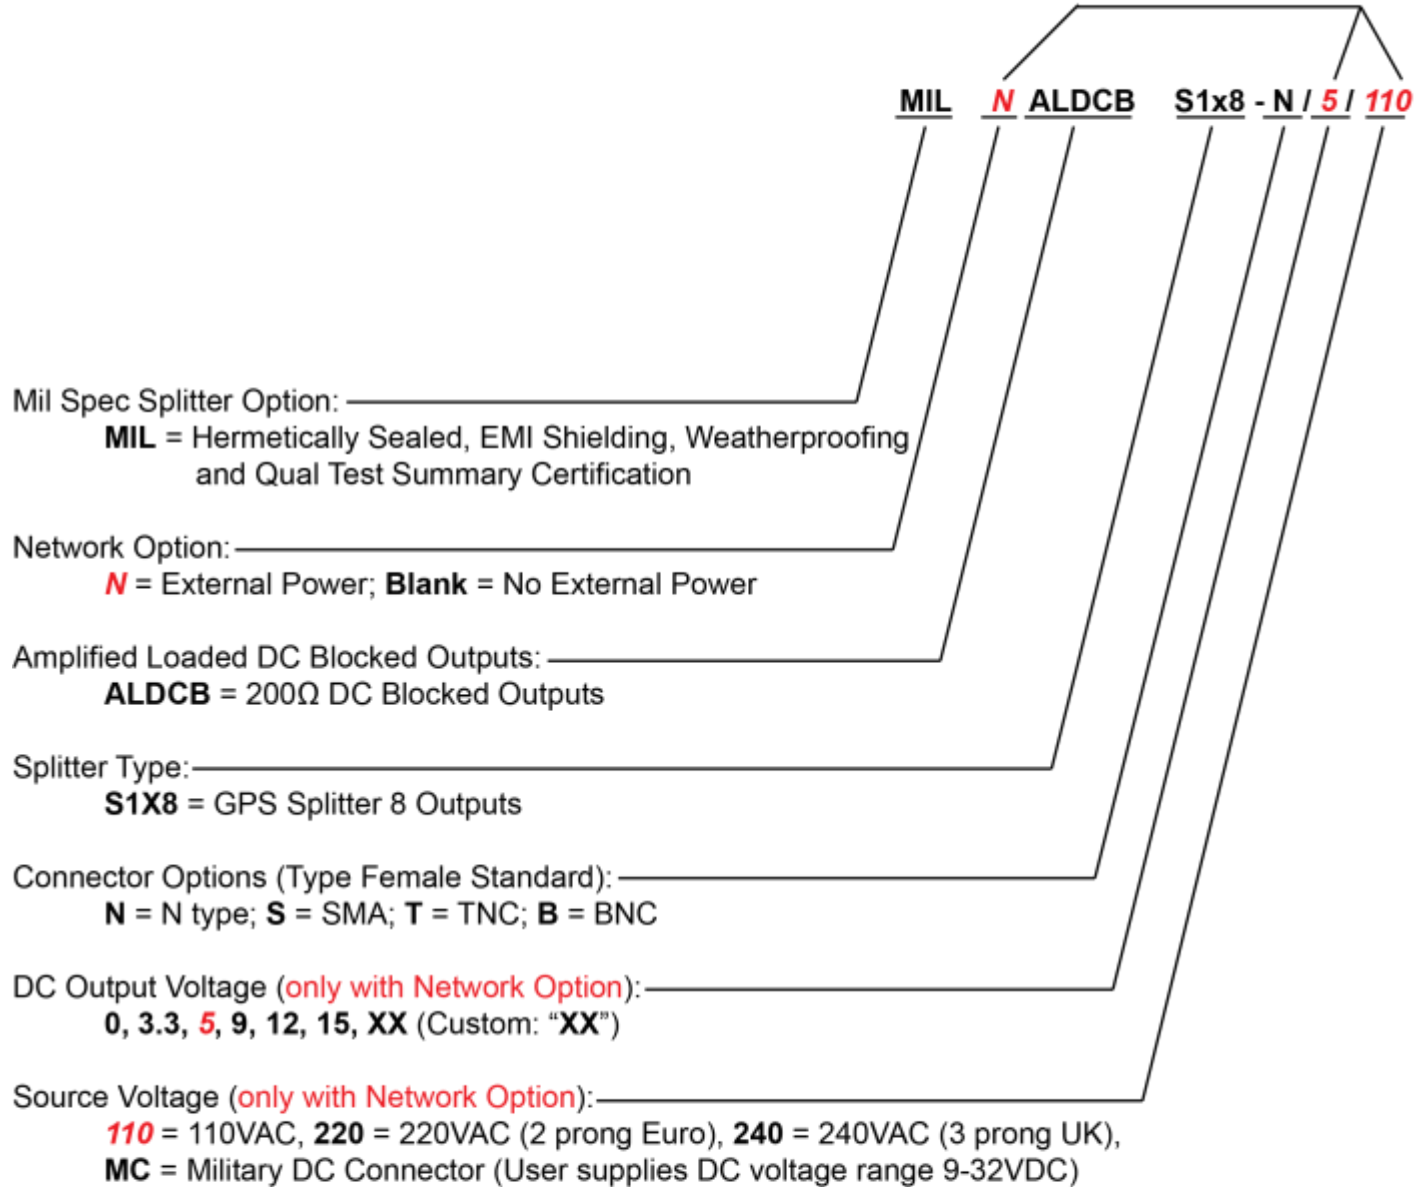 MIL N ALDCB S1x8 - N / 5 / 110
Mil Spec Splitter Option:
MIL = Hermetically Sealed, EMI Shielding, Weatherproofing
and Qual Test Summary Certification
Network Option:
N = External Power; Blank = No External Power
Amplified Loaded DC Blocked Outputs:
ALDCB = 200Ω DC Blocked Outputs
Splitter Type:
S1X8 = GPS Splitter 8 Outputs
Connector Options (Type Female Standard):
N = N type; S = SMA; T = TNC; B = BNC
DC Output Voltage (only with Network Option):
0, 3.3, 5, 9, 12, 15, XX (Custom: “XX”)
Source Voltage (only with Network Option):
110 = 110VAC, 220 = 220VAC (2 prong Euro), 240 = 240VAC (3 prong UK),
MC = Military DC Connector (User supplies DC voltage range 9-32VDC)